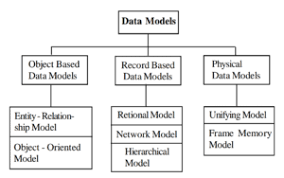 Data Models
Object Based
Data Models
Record Based
Data Models
Physical
Data Models
Entity - Relation-
ship Model
Object - Oriented
Model
Retional Model
Network Model
Hierarchical
Model
Unifying Model
Frame Memory
Model